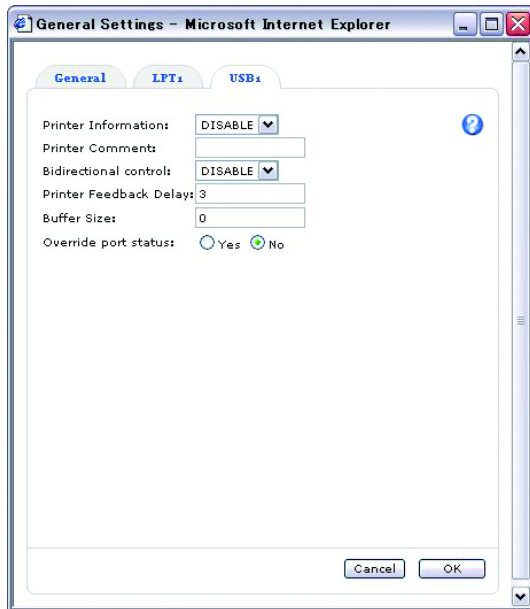 General Settings - Microsoft Internet Explorer
General LPT1 USB1
Printer Information: DISABLE
Printer Comment:
Bidirectional control: DISABLE
Printer Feedback Delay: 3
Buffer Size: 0
Override port status: Yes No
Cancel OK